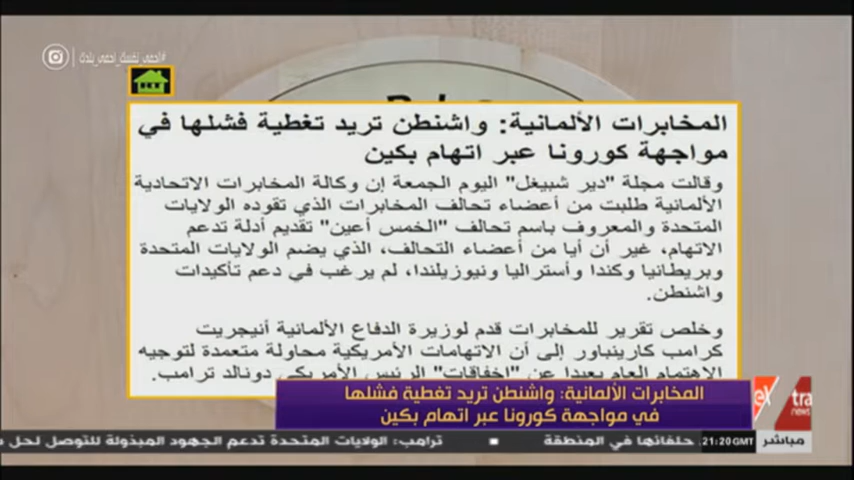 #احمي_نفسك_احمي_بلدك
RT
المخابرات الألمانية: واشنطن تريد تغطية فشلها في
مواجهة كورونا عبر اتهام بكين
وقالت مجلة "دير شبيغل" اليوم الجمعة إن وكالة المخابرات الاتحادية
الألمانية طلبت من أعضاء تحالف المخابرات الذي تقوده الولايات
المتحدة والمعروف باسم تحالف "الخمس أعين" تقديم أدلة تدعم
الاتهام، غير أن أيا من أعضاء التحالف، الذي يضم الولايات المتحدة
وبريطانيا وكندا وأستراليا ونيوزيلندا، لم يرغب في دعم تأكيدات
واشنطن.
وخلص تقرير للمخابرات قدم لوزيرة الدفاع الألمانية أنيجريت
كرامب كارينباور إلى أن الاتهامات الأمريكية محاولة متعمدة لتوجيه
الاهتمام العام بعيدا عن "إخفاقات" الرئيس الأمريكي دونالد ترامب.
المخابرات الألمانية: واشنطن تريد تغطية فشلها
في مواجهة كورونا عبر اتهام بكين
extra
news
مباشر
21:20 GMT
حلفائها في المنطقة
ترامب: الولايات المتحدة تدعم الجهود المبذولة للتوصل لحل